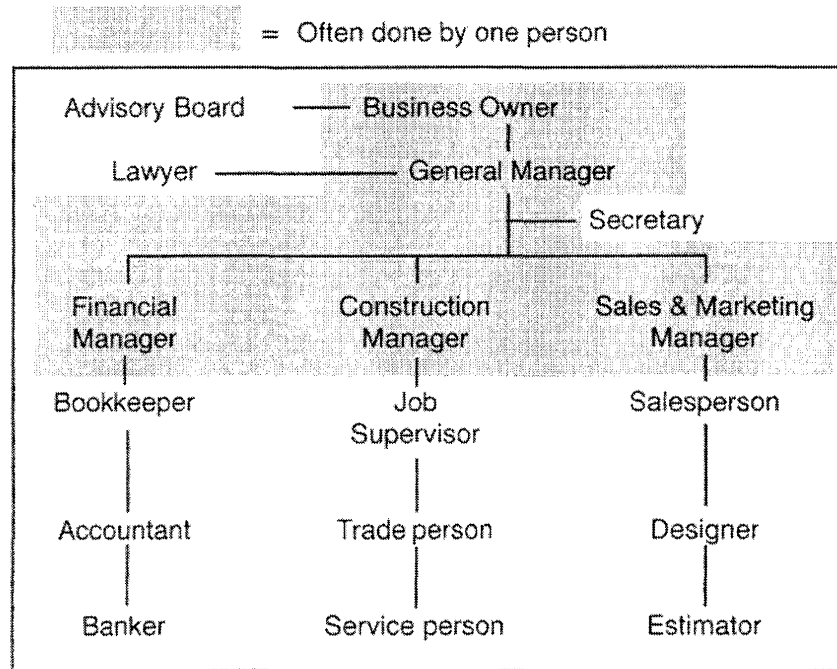 = Often done by one person
Advisory Board Business Owner
Lawyer General Manager
Secretary
Financial Manager
Construction Manager
Sales & Marketing Manager
Bookkeeper
Job Supervisor
Salesperson
Accountant Trade person Designer
Banker Service person Estimator